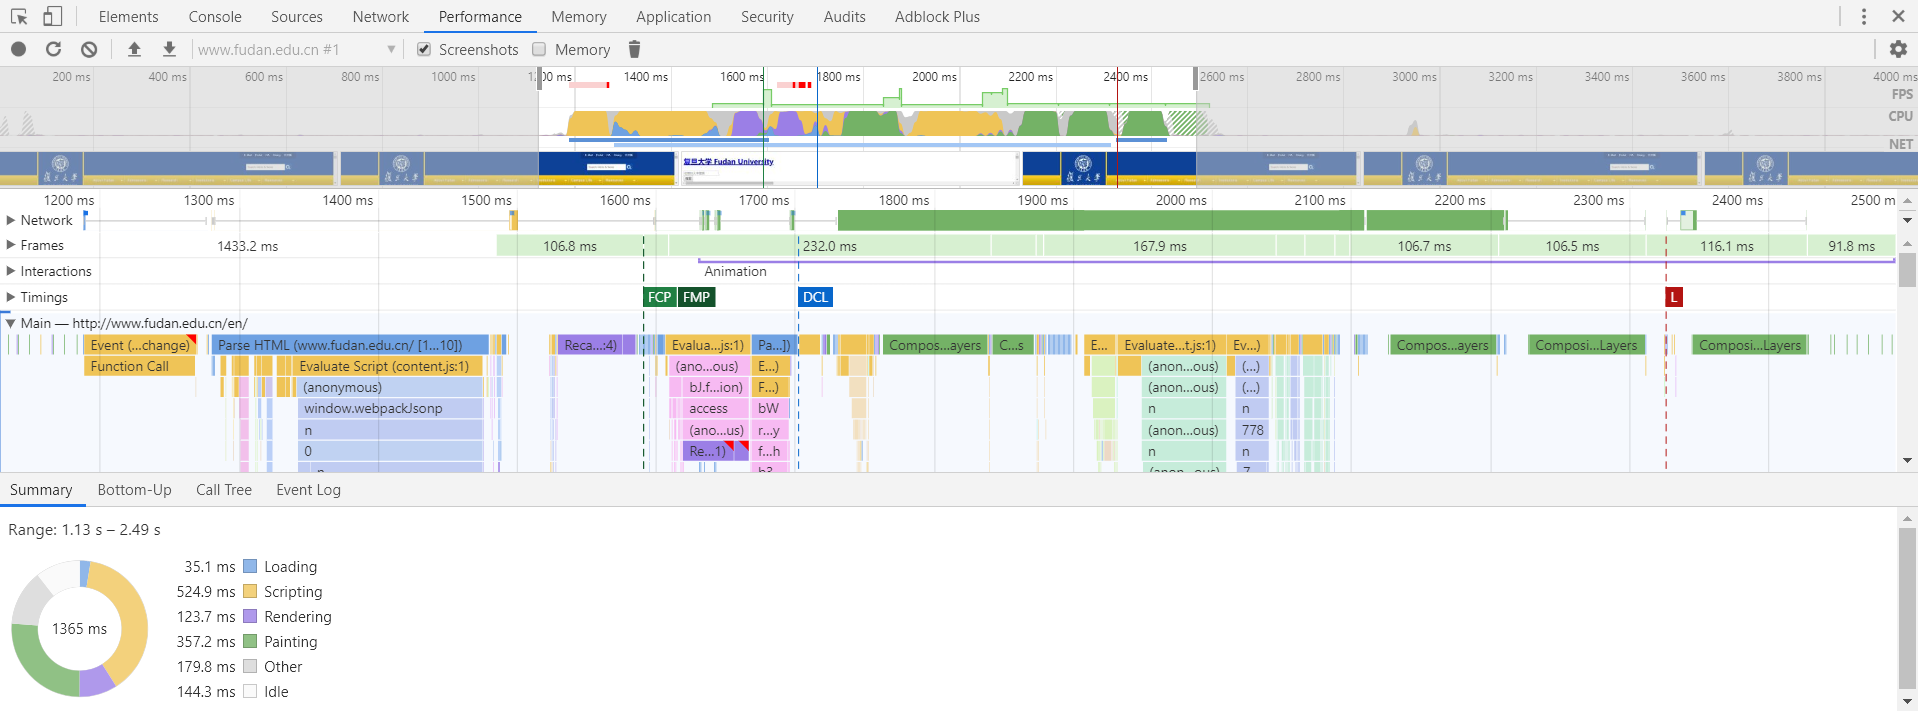 Elements Console Sources Network Performance Memory Application Security Audits Adblock Plus
www.fudan.edu.cn #1 Screenshots Memory
200 ms 400 ms 600 ms 800 ms 1000 ms 1400 ms 1600 ms 1800 ms 2000 ms 2200 ms 2400 ms 2600 ms 2800 ms 3000 ms 3200 ms 3400 ms 3600 ms 3800 ms 4000 ms
FPS
CPU
NET
复旦大学 Fudan University
1200 ms 1300 ms 1400 ms 1500 ms 1600 ms 1700 ms 1800 ms 1900 ms 2000 ms 2100 ms 2200 ms 2300 ms 2400 ms 2500 m
Network
Frames 1433.2 ms 106.8 ms 232.0 ms 167.9 ms 106.7 ms 106.5 ms 116.1 ms 91.8 ms
Interactions Animation
Timings FCP FMP DCL L
Main — http://www.fudan.edu.cn/en/
Event (...change) Parse HTML (www.fudan.edu.cn/ [1...10]) Reca...:4) Evalua...js:1) Pa...]) Compos...ayers C...s E... Evaluate...t.js:1) Ev...) Compos...ayers Composi...Layers Composi...Layers
Function Call Evaluate Script (content.js:1) (ano...ous) E...) (anon...ous) (...)
(anonymous) bJ.f...ion) F...) (anon...ous) (...)
window.webpackJsonp access bW n n
n (ano...us) r...y (anon...ous) 778
0 Re...1) f...h n n
Summary Bottom-Up Call Tree Event Log
Range: 1.13 s – 2.49 s
1365 ms
35.1 ms Loading
524.9 ms Scripting
123.7 ms Rendering
357.2 ms Painting
179.8 ms Other
144.3 ms Idle